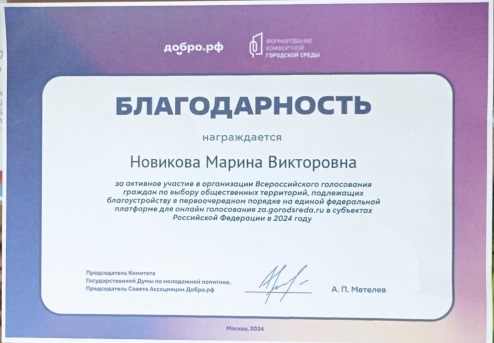 добро.рф
ФОРМИРОВАНИЕ
КОМФОРТНОЙ
ГОРОДСКОЙ СРЕДЫ
БЛАГОДАРНОСТЬ
награждается
Новикова Марина Викторовна
за активное участие в организации Всероссийского голосования
граждан по выбору общественных территорий, подлежащих
благоустройству в первоочередном порядке на единой федеральной
платформе для онлайн голосования za.gorodsreda.ru в субъектах
Российской Федерации в 2024 году
Председатель Комитета
Государственной Думы по молодежной политике,
Председатель Совета Ассоциации Добро.рф
А. П. Метелев
Москва, 2024